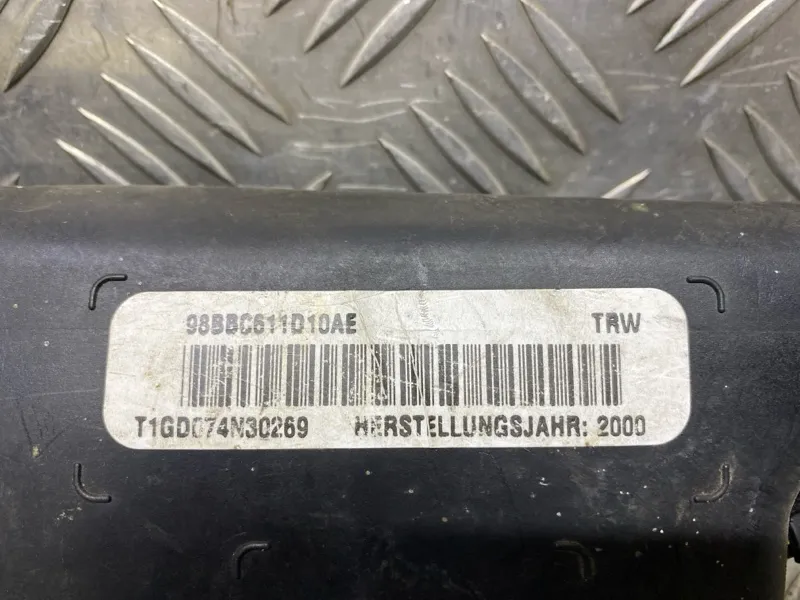 98BBC611D10AE TRW
T1GD074N30269 HERSTELLUNGSJAHR: 2000